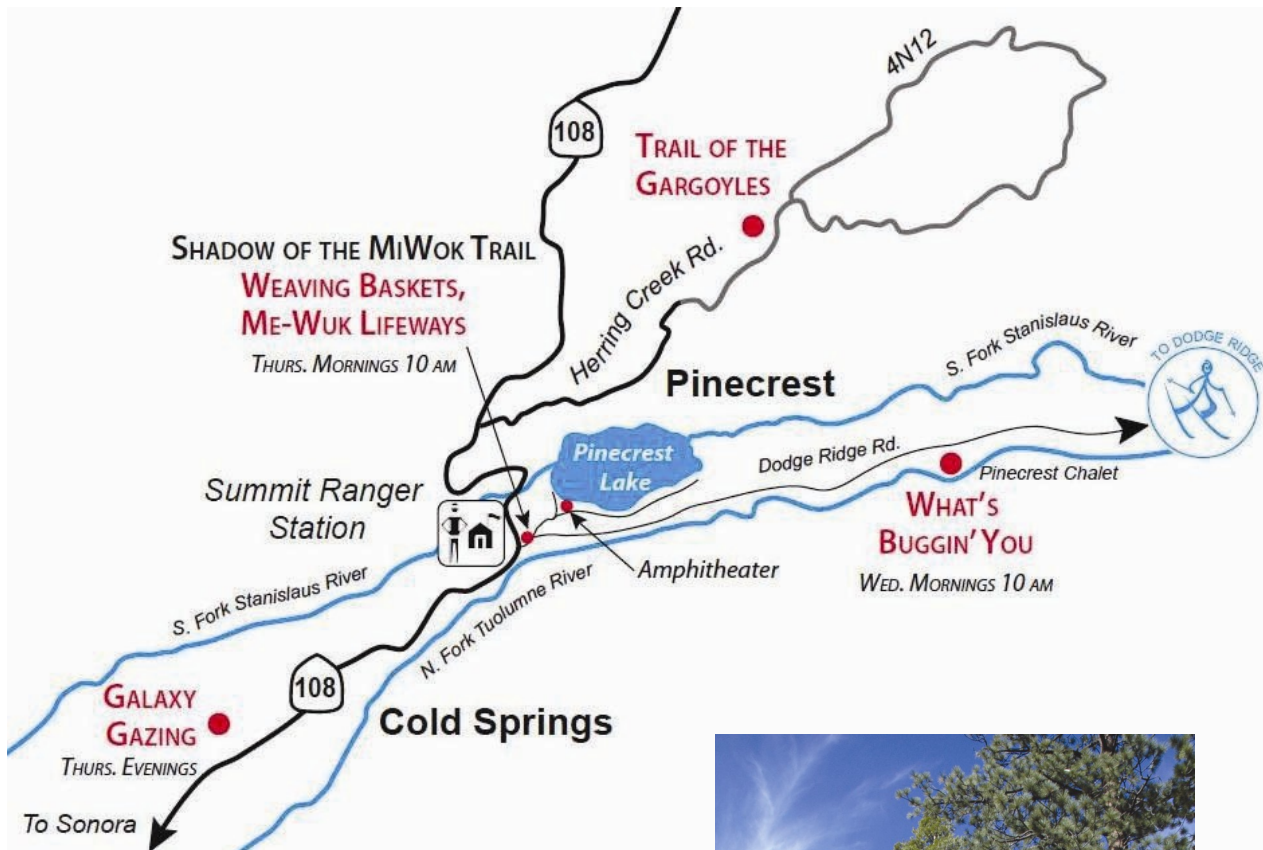 4N12
108
TRAIL OF THE
GARGOYLES
SHADOW OF THE MIWOK TRAIL
WEAVING BASKETS,
ME-WUK LIFEWAYS
THURS. MORNINGS 10 AM
Herring Creek Rd.
Pinecrest
S. Fork Stanislaus River
TO DODGE RIDGE
Pinecrest
Lake
Dodge Ridge Rd.
Pinecrest Chalet
Summit Ranger
Station
WHAT'S
BUGGIN' YOU
WED. MORNINGS 10 AM
Amphitheater
S. Fork Stanislaus River
N. Fork Tuolumne River
108
GALAXY
GAZING
THURS. EVENINGS
Cold Springs
To Sonora